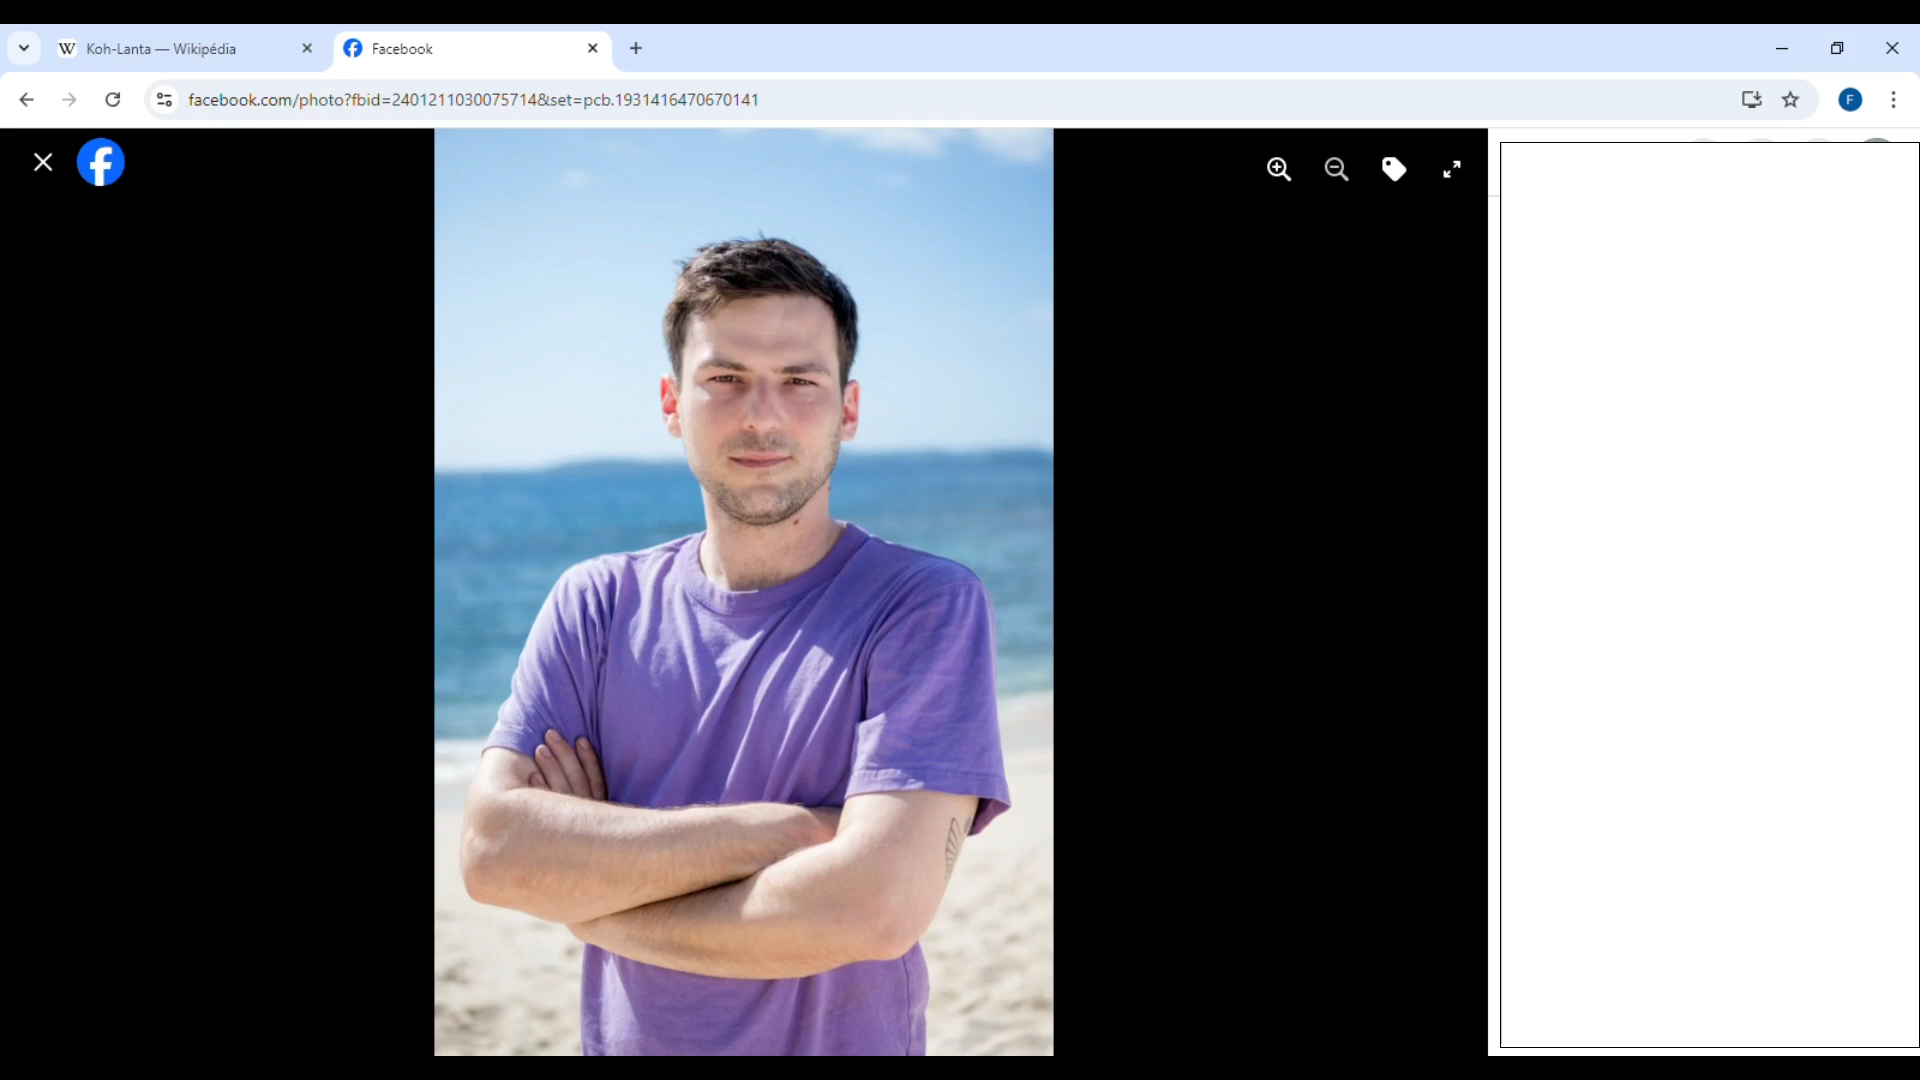 Koh-Lanta — Wikipédia
Facebook
facebook.com/photo?fbid=2401211030075714&set=pcb.1931416470670141
F